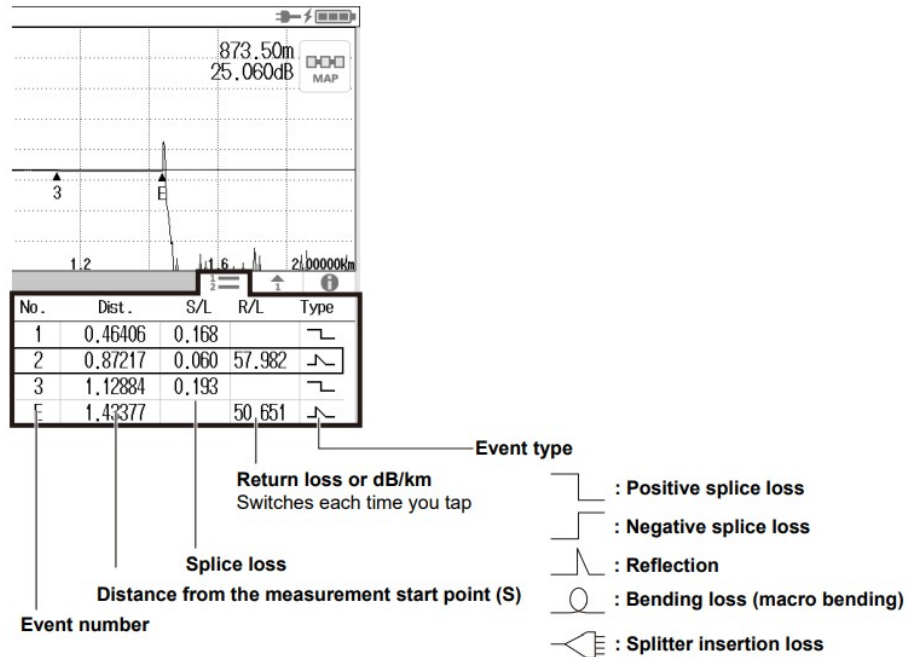 873.50m
25.060dB
MAP
3
E
1.2
1.6
2.00000km
1
2
1
No. Dist. S/L R/L Type
1 0.46406 0.168
2 0.87217 0.060 57.982
3 1.12884 0.193
E 1.43377 50.651
Event type
Return loss or dB/km
Switches each time you tap
Splice loss
Distance from the measurement start point (S)
Event number
: Positive splice loss
: Negative splice loss
: Reflection
: Bending loss (macro bending)
: Splitter insertion loss